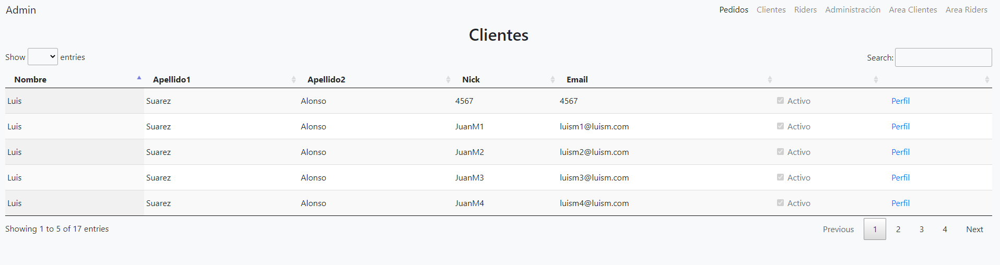 Admin Pedidos Clientes Riders Administración Area Clientes Area Riders
Clientes
Show entries Search:
Nombre Apellido1 Apellido2 Nick Email
Luis Suarez Alonso 4567 4567 Activo Perfil
Luis Suarez Alonso JuanM1 luism1@luism.com Activo Perfil
Luis Suarez Alonso JuanM2 luism2@luism.com Activo Perfil
Luis Suarez Alonso JuanM3 luism3@luism.com Activo Perfil
Luis Suarez Alonso JuanM4 luism4@luism.com Activo Perfil
Showing 1 to 5 of 17 entries Previous 1 2 3 4 Next